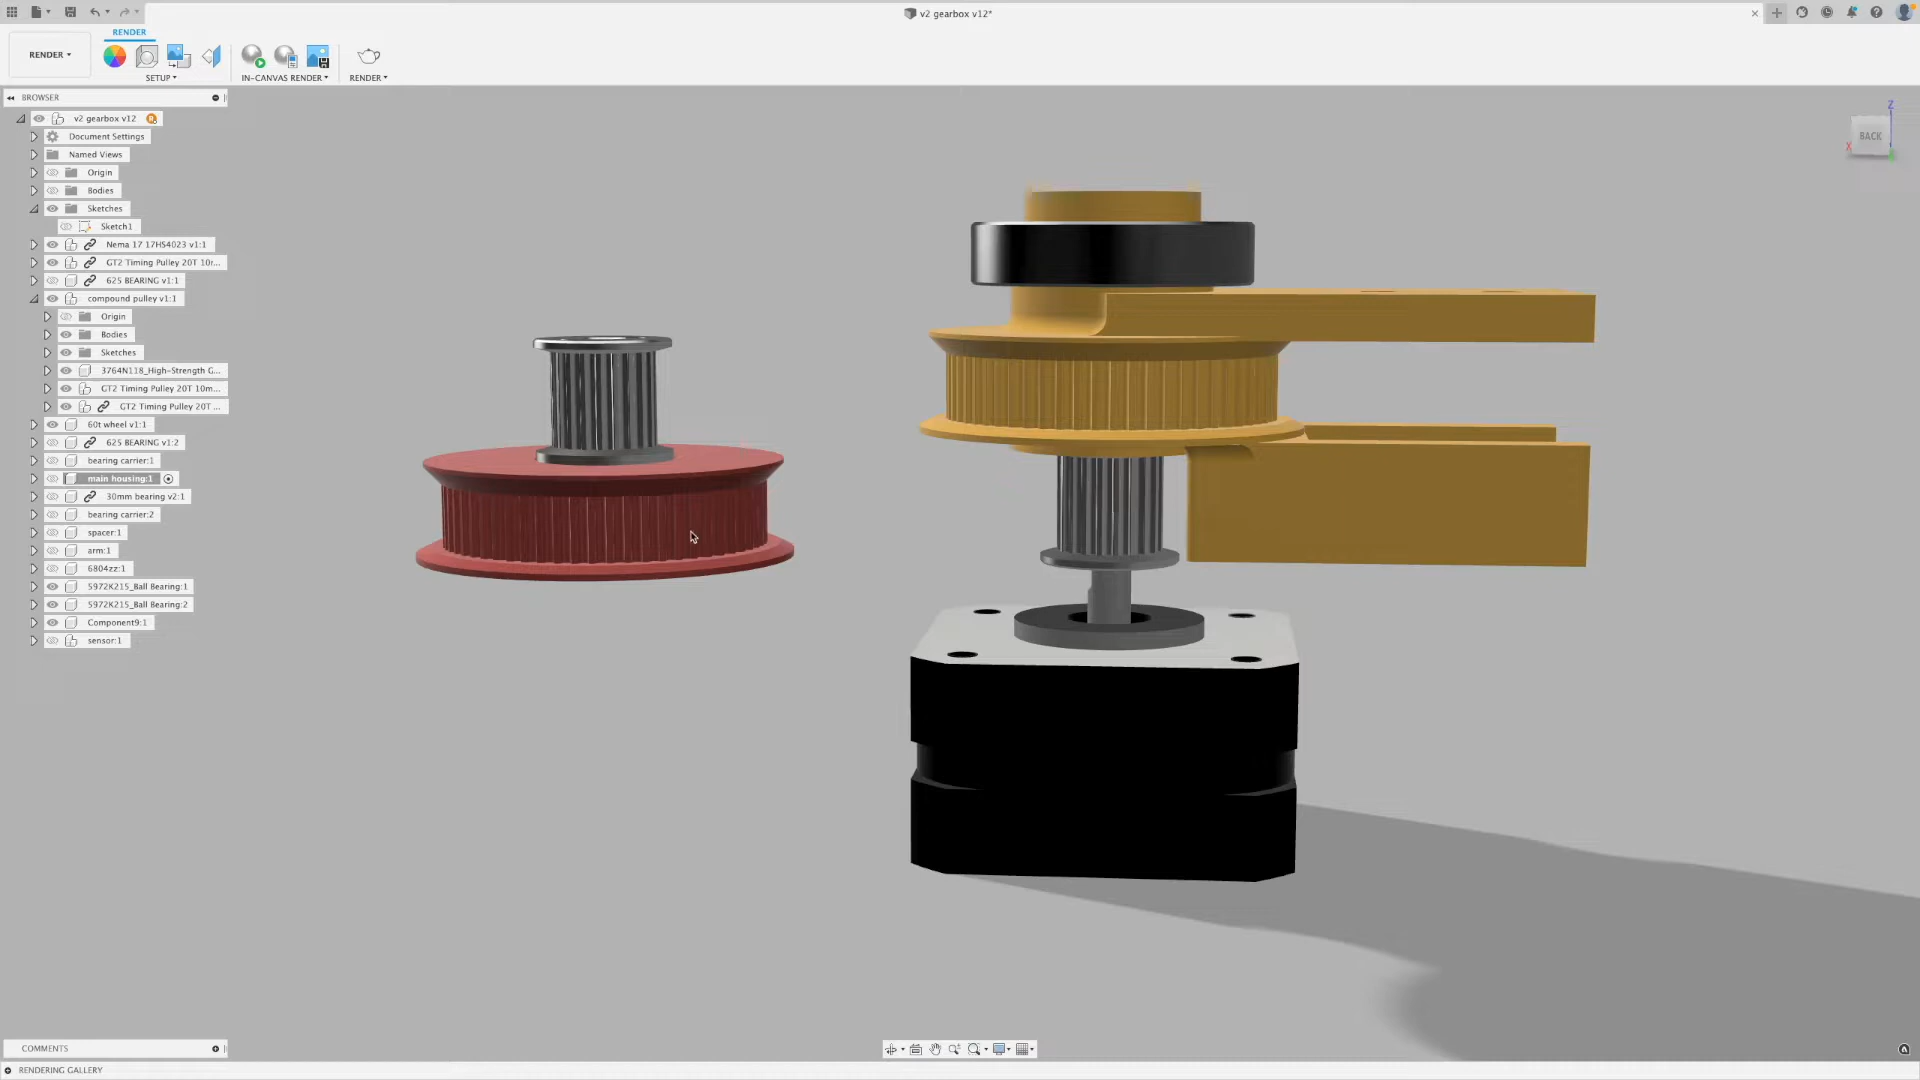 v2 gearbox v12*
RENDER
RENDER
SETUP
IN-CANVAS RENDER
RENDER
BROWSER
v2 gearbox v12
Document Settings
Named Views
Origin
Bodies
Sketches
Sketch1
Nema 17 17HS4023 v1:1
GT2 Timing Pulley 20T 10r...
625 BEARING v1:1
compound pulley v1:1
Origin
Bodies
Sketches
3764N118_High-Strength G...
GT2 Timing Pulley 20T 10m...
GT2 Timing Pulley 20T ...
60t wheel v1:1
625 BEARING v1:2
bearing carrier:1
main housing:1
30mm bearing v2:1
bearing carrier:2
spacer:1
arm:1
6804zz:1
5972K215_Ball Bearing:1
5972K215_Ball Bearing:2
Component9:1
sensor:1
Z
BACK
X
COMMENTS
RENDERING GALLERY